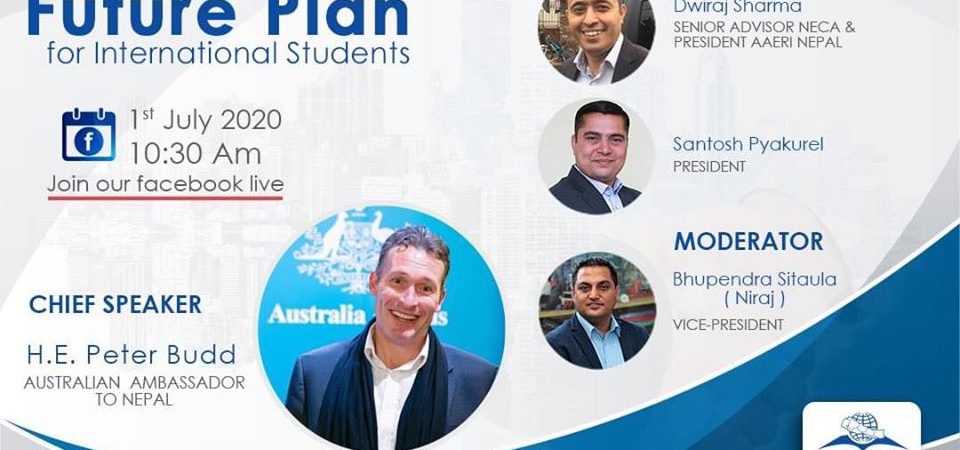 Future Plan
for International Students
1st July 2020
10:30 Am
Join our facebook live
CHIEF SPEAKER
H.E. Peter Budd
AUSTRALIAN AMBASSADOR
TO NEPAL
Australia
Dwiraj Sharma
SENIOR ADVISOR NECA &
PRESIDENT AAERI NEPAL
Santosh Pyakurel
PRESIDENT
MODERATOR
Bhupendra Sitaula
( Niraj )
VICE-PRESIDENT